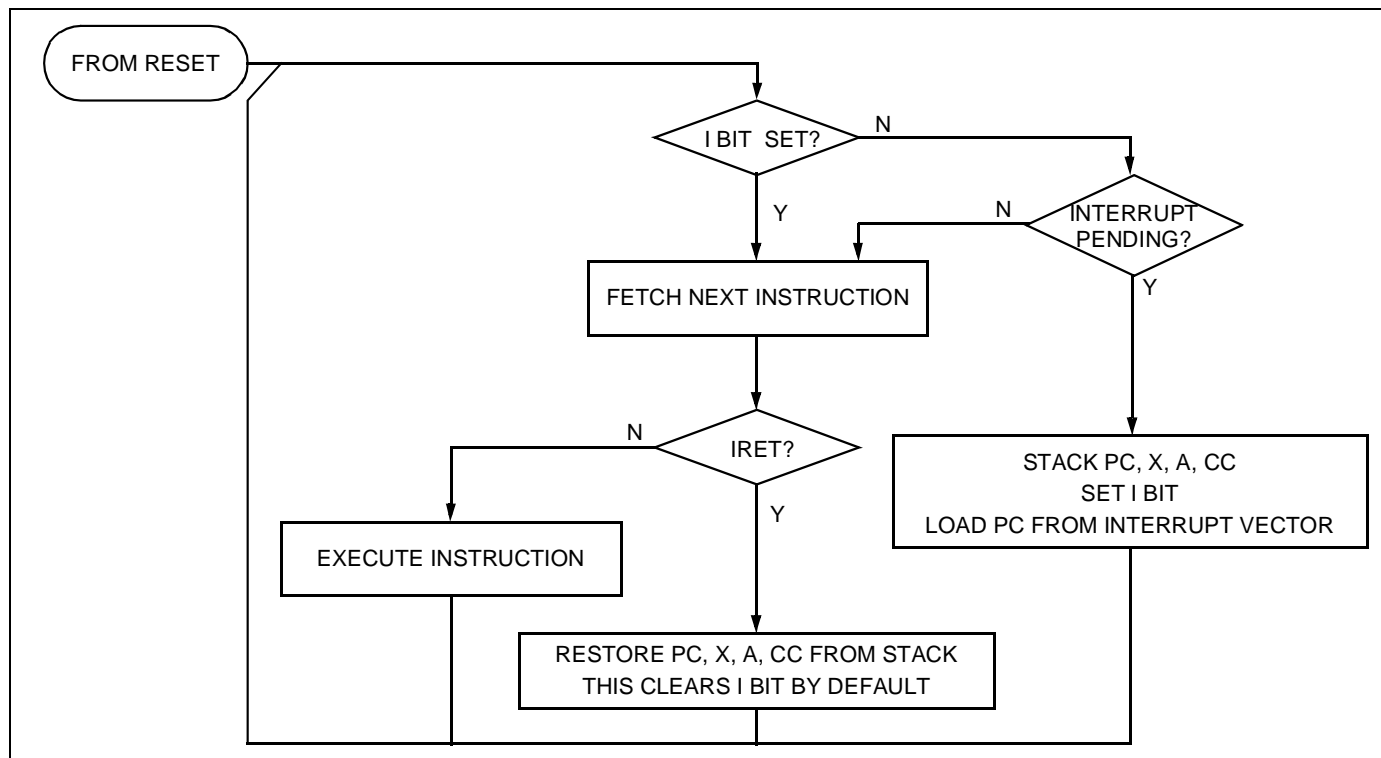 FROM RESET
I BIT SET?
N
Y
N
INTERRUPT
PENDING?
Y
FETCH NEXT INSTRUCTION
N
IRET?
Y
STACK PC, X, A, CC
SET I BIT
LOAD PC FROM INTERRUPT VECTOR
EXECUTE INSTRUCTION
RESTORE PC, X, A, CC FROM STACK
THIS CLEARS I BIT BY DEFAULT